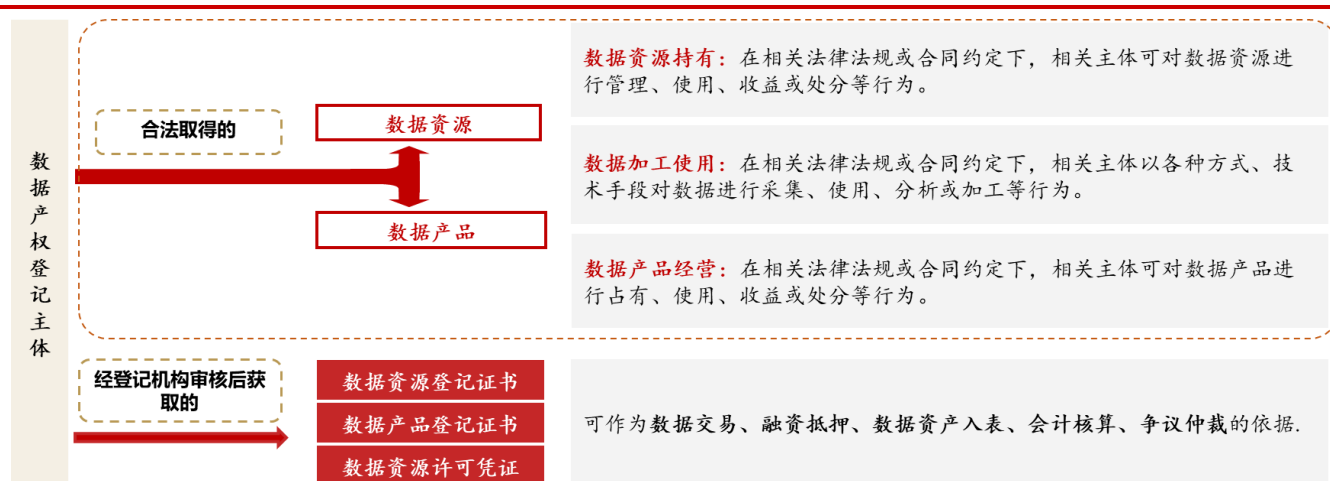 数据产权登记主体
合法取得的
数据资源
数据产品
数据资源持有：在相关法律法规或合同约定下，相关主体可对数据资源进
行管理、使用、收益或处分等行为。
数据加工使用：在相关法律法规或合同约定下，相关主体以各种方式、技
术手段对数据进行采集、使用、分析或加工等行为。
数据产品经营：在相关法律法规或合同约定下，相关主体可对数据产品进
行占有、使用、收益或处分等行为。
经登记机构审核后获
取的
数据资源登记证书
数据产品登记证书
数据资源许可凭证
可作为数据交易、融资抵押、数据资产入表、会计核算、争议仲裁的依据.